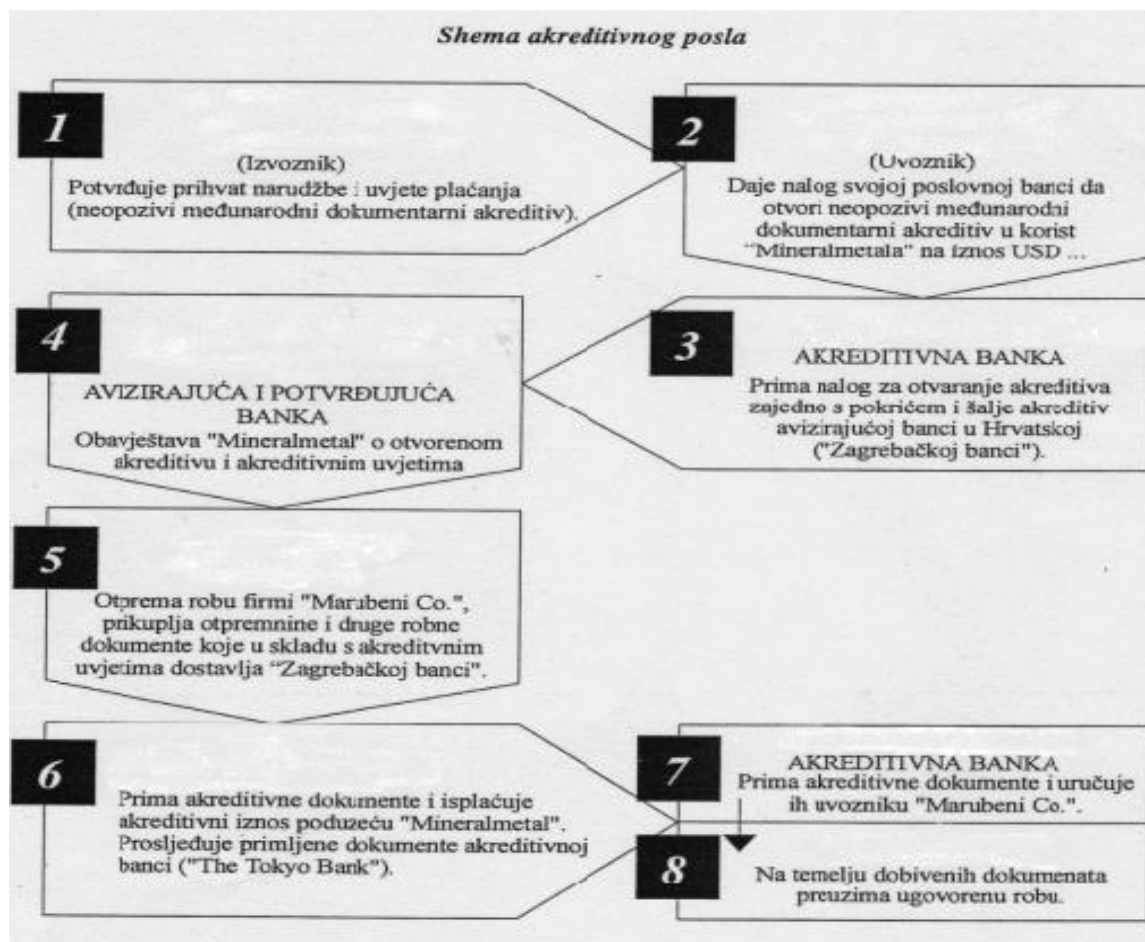 Shema akreditivnog posla
1
(Izvoznik)
Potvrđuje prihvat narudžbe i uvjete plaćanja
(neopozivi međunarodni dokumentarni akreditiv).
2
(Uvoznik)
Daje nalog svojoj poslovnoj banci da
otvori neopozivi međunarodni
dokumentarni akreditiv u korist
"Mineralmetala" na iznos USD ...
3
AKREDITIVNA BANKA
Prima nalog za otvaranje akreditiva
zajedno s pokrićem i šalje akreditiv
avizirajućoj banci u Hrvatskoj
("Zagrebačkoj banci").
4
AVIZIRAJUĆA I POTVRĐUJUĆA
BANKA
Obavještava "Mineralmetal" o otvorenom
akreditivu i akreditivnim uvjetima
5
Otprema robu firmi "Marubeni Co.",
prikuplja otpremnine i druge robne
dokumente koje u skladu s akreditvnim
uvjetima dostavlja "Zagrebačkoj banci".
6
Prima akreditivne dokumente i isplaćuje
akreditivni iznos poduzeću "Mineralmetal".
Prosljeđuje primljene dokumente akreditivnoj
banci ("The Tokyo Bank").
7
AKREDITIVNA BANKA
Prima akreditivne dokumente i uručuje
ih uvozniku "Marubeni Co.".
8
Na temelju dobivenih dokumenata
preuzima ugovorenu robu.